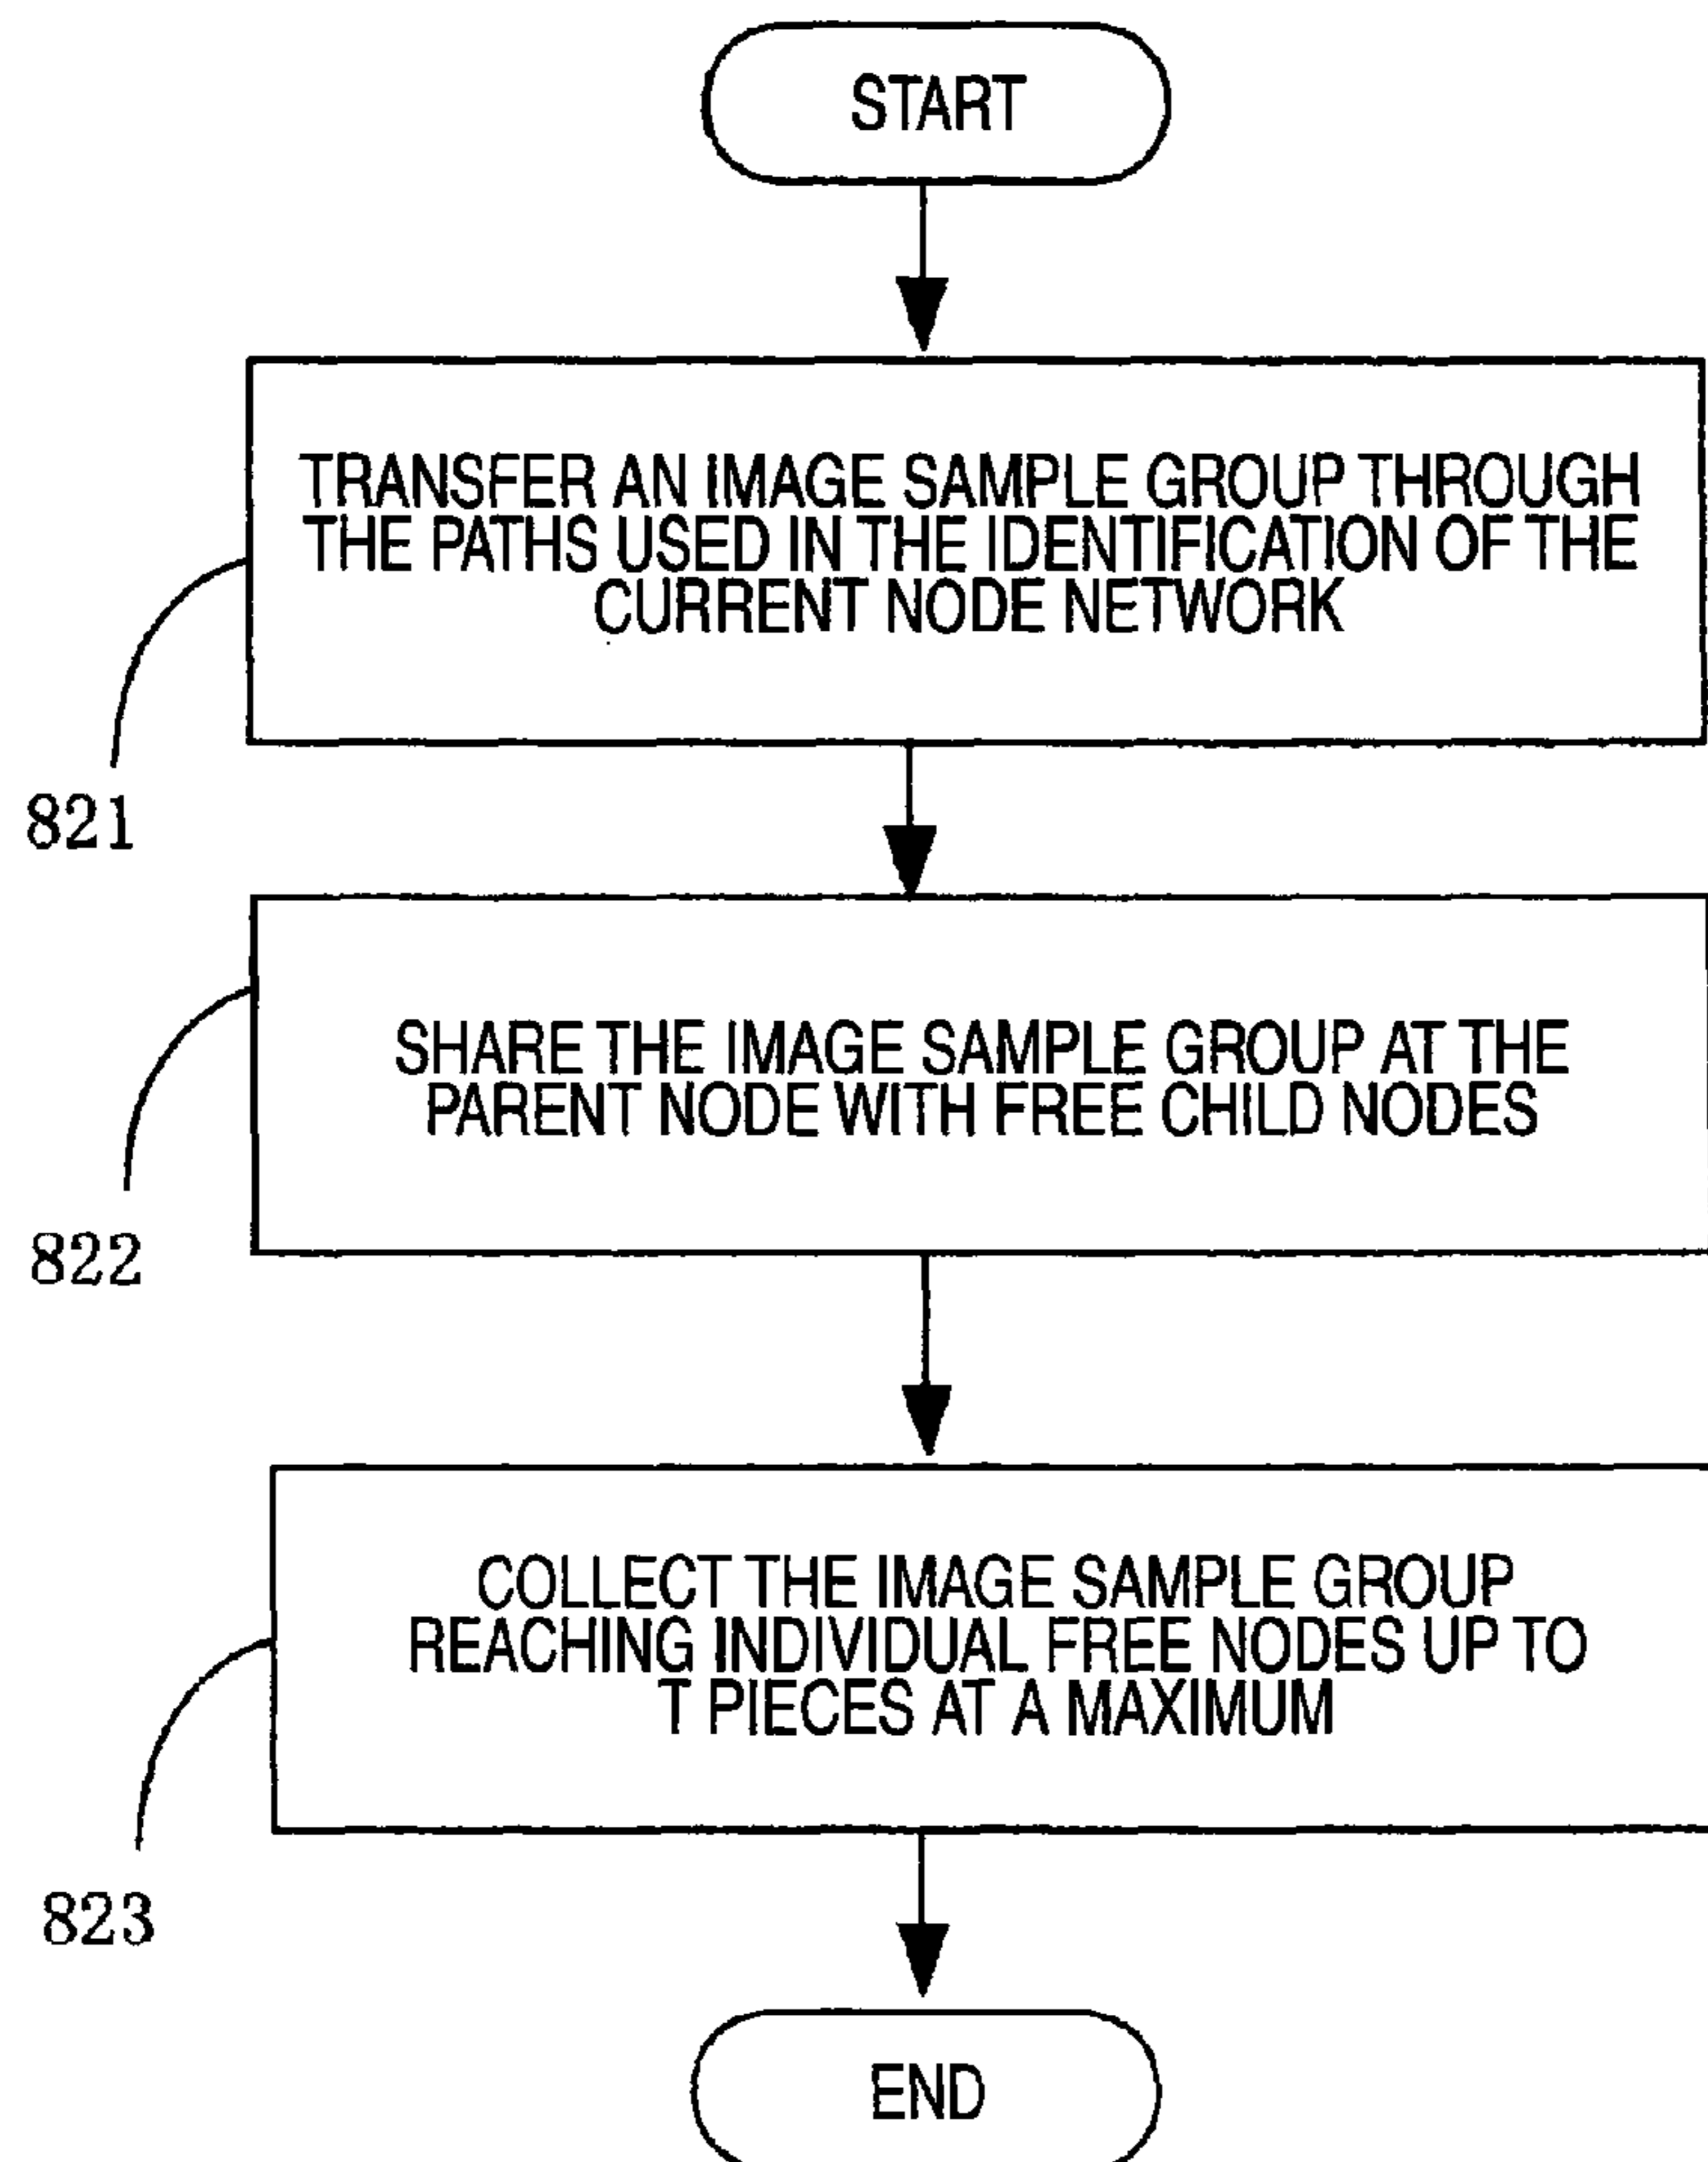 START
TRANSFER AN IMAGE SAMPLE GROUP THROUGH
THE PATHS USED IN THE IDENTIFICATION OF THE
CURRENT NODE NETWORK
821
SHARE THE IMAGE SAMPLE GROUP AT THE
PARENT NODE WITH FREE CHILD NODES
822
COLLECT THE IMAGE SAMPLE GROUP
REACHING INDIVIDUAL FREE NODES UP TO
T PIECES AT A MAXIMUM
823
END